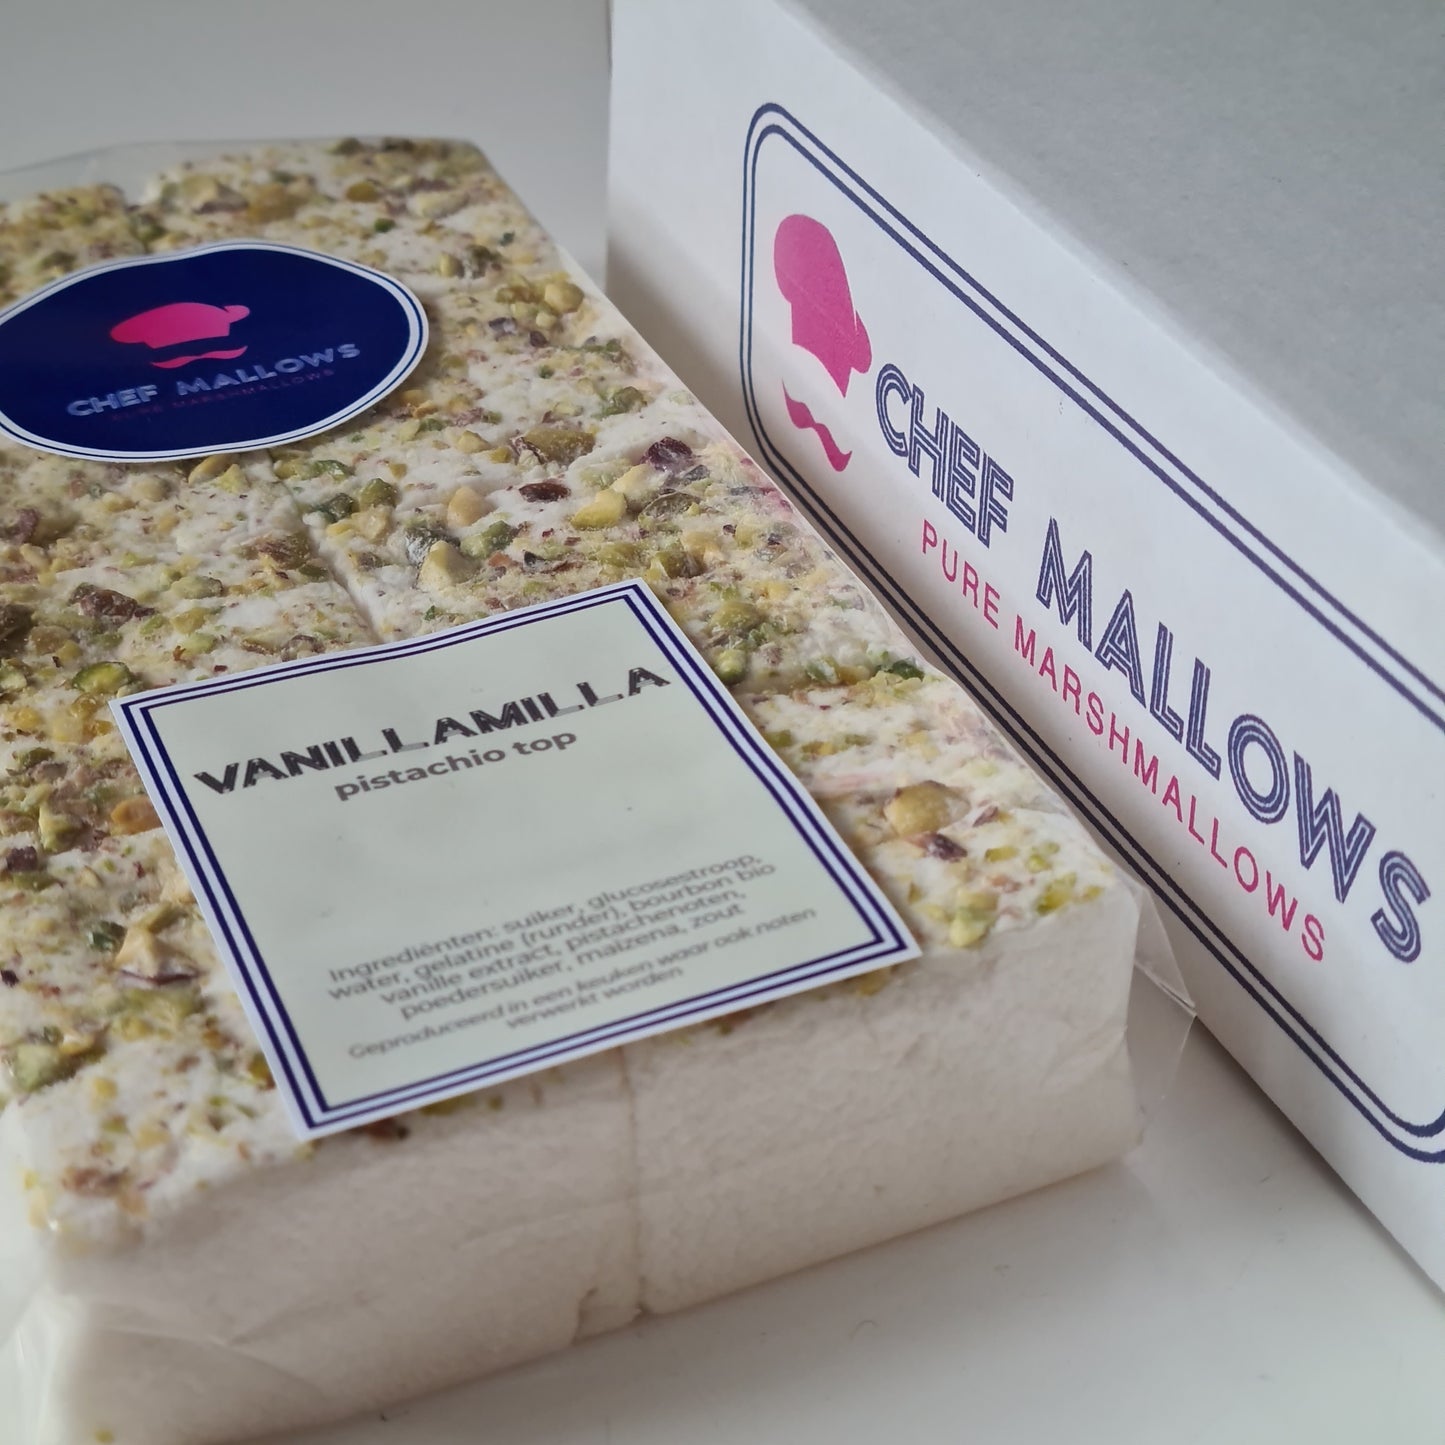 CHEF MALLOWS
PURE MARSHMALLOWS
VANILLAMILLA
pistachio top
Ingrediënten: suiker, glucosestroop,
water, gelatine (runder), bourbon bio
vanille extract, pistachenoten,
poedersuiker, maizena, zout
Geproduceerd in een keuken waar ook noten
verwerkt worden
CHEF MALLOWS
PURE MARSHMALLOWS